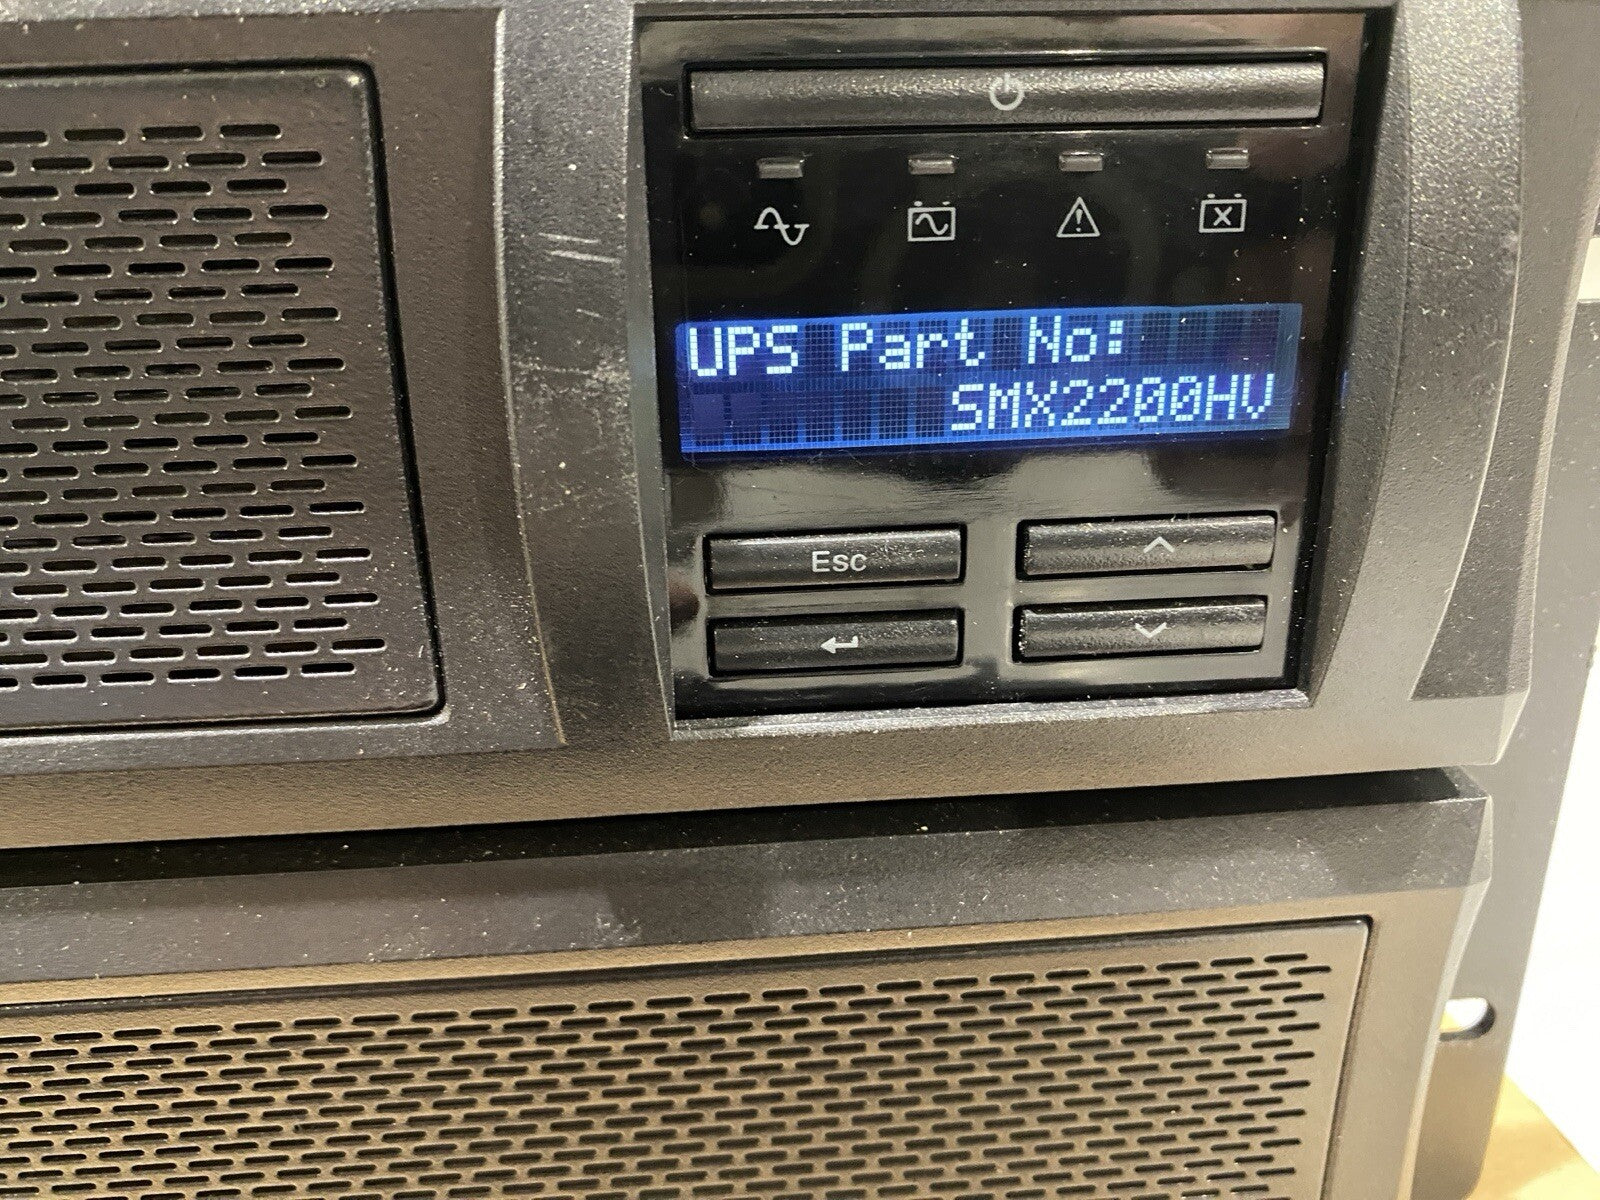 UPS Part No:
SMX2200HV
Esc